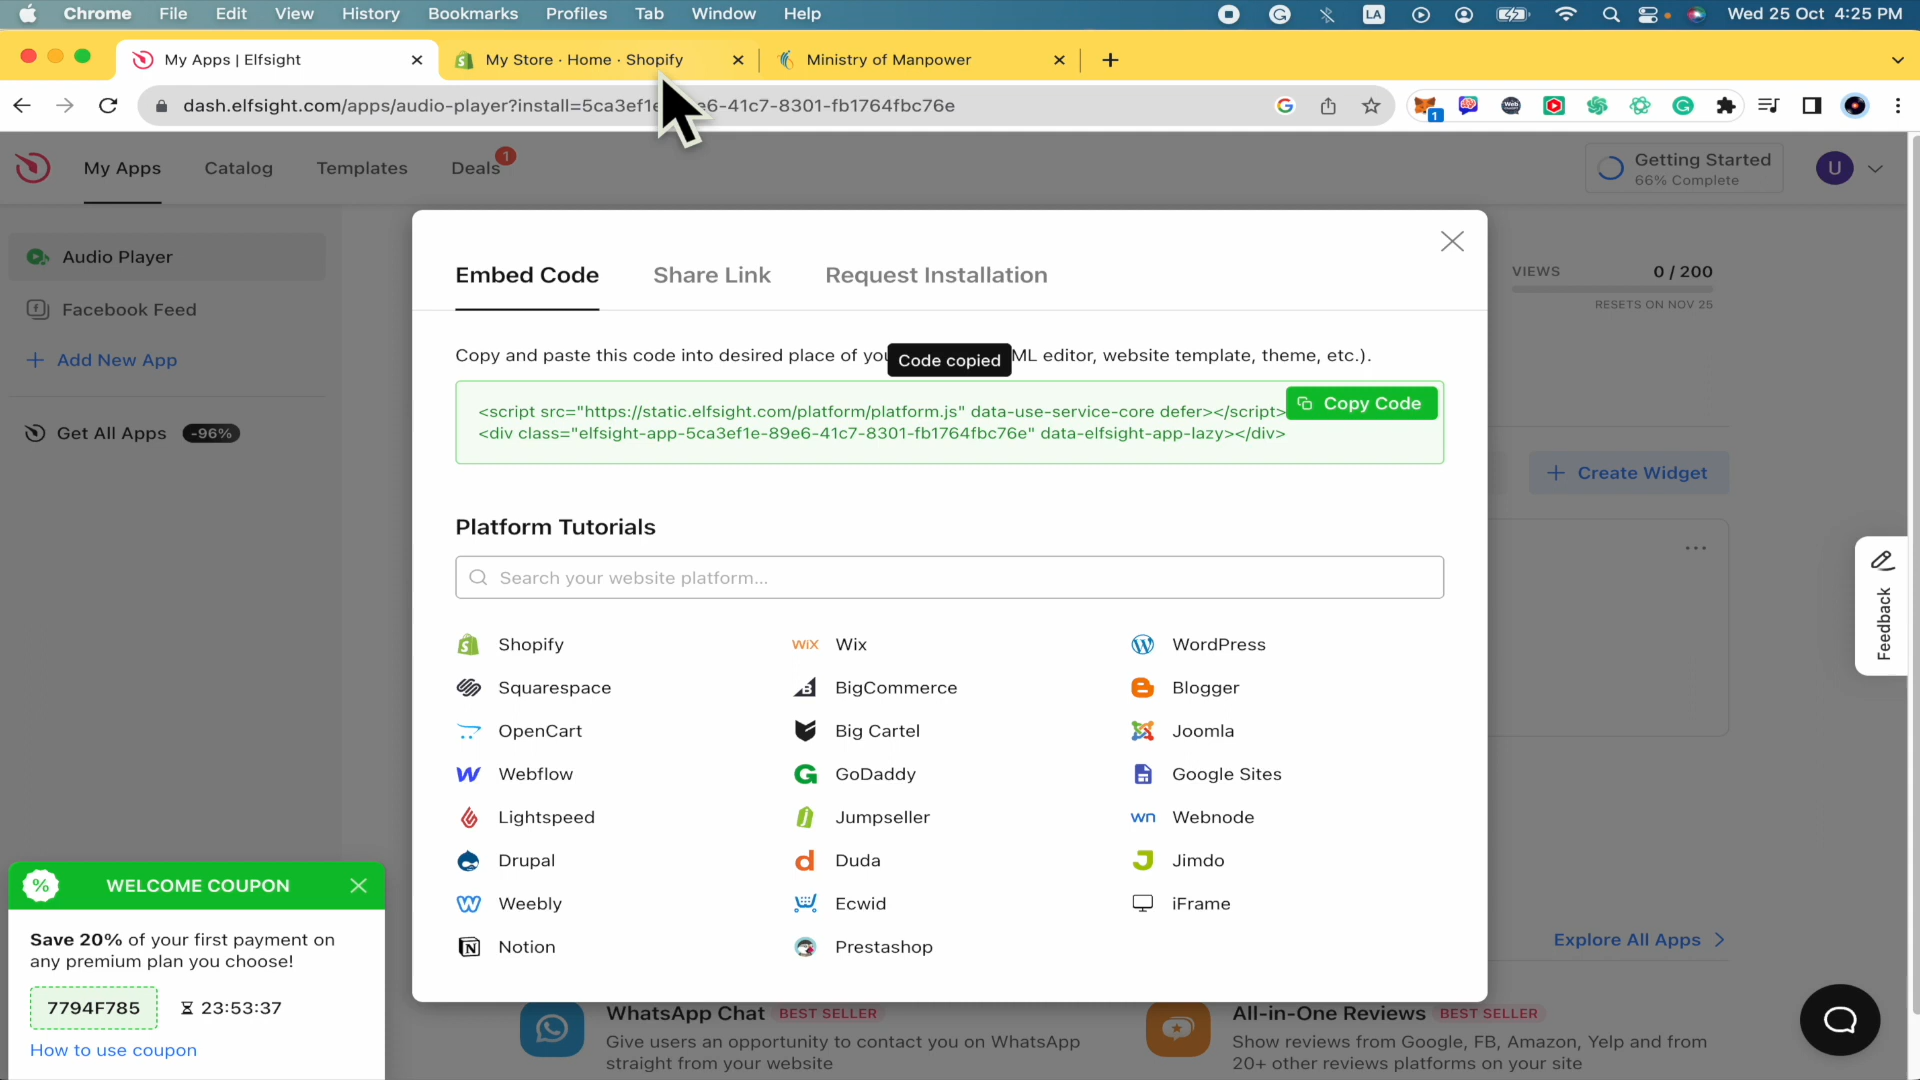 Chrome File Edit View History Bookmarks Profiles Tab Window Help
LA
Wed 25 Oct 4:25 PM
My Apps | Elfsight
My Store · Home · Shopify
Ministry of Manpower
dash.elfsight.com/apps/audio-player?install=5ca3ef1 e6-41c7-8301-fb1764fbc76e
1
My Apps
Catalog
Templates
Deals
1
Getting Started
66% Complete
U
Audio Player
Facebook Feed
Add New App
Get All Apps -96%
Embed Code
Share Link
Request Installation
VIEWS 0 / 200
RESETS ON NOV 25
Copy and paste this code into desired place of ML editor, website template, theme, etc.).
Code copied
<script src="https://static.elfsight.com/platform/platform.js" data-use-service-core defer></script>
<div class="elfsight-app-5ca3ef1e-89e6-41c7-8301-fb1764fbc76e" data-elfsight-app-lazy></div>
Copy Code
+ Create Widget
Platform Tutorials
Search your website platform...
Shopify
Wix Wix
WordPress
Squarespace
BigCommerce
Blogger
OpenCart
Big Cartel
Joomla
Webflow
GoDaddy
Google Sites
Lightspeed
Jumpseller
wn Webnode
Drupal
Duda
Jimdo
Weebly
Ecwid
iFrame
Notion
Prestashop
Feedback
% WELCOME COUPON
Save 20% of your first payment on
any premium plan you choose!
7794F785
23:53:37
How to use coupon
Explore All Apps
WhatsApp Chat BEST SELLER
Give users an opportunity to contact you on WhatsApp
straight from your website
All-in-One Reviews BEST SELLER
Show reviews from Google, FB, Amazon, Yelp and from
20+ other reviews platforms on your site